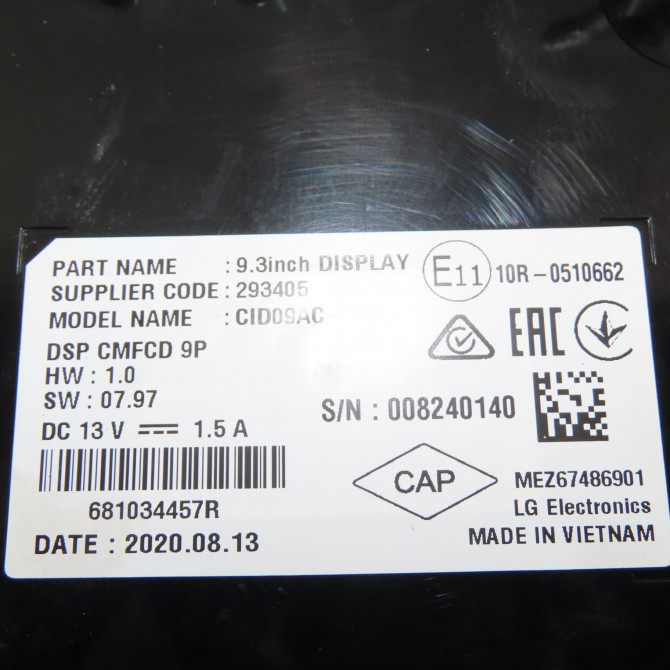 PART NAME : 9.3inch DISPLAY
SUPPLIER CODE : 293405
MODEL NAME : CID09AC
E11 10R-0510662
DSP CMFCD 9P
HW : 1.0
SW : 07.97
DC 13 V 1.5 A
EAC
S/N : 008240140
681034457R
DATE : 2020.08.13
CAP
MEZ67486901
LG Electronics
MADE IN VIETNAM